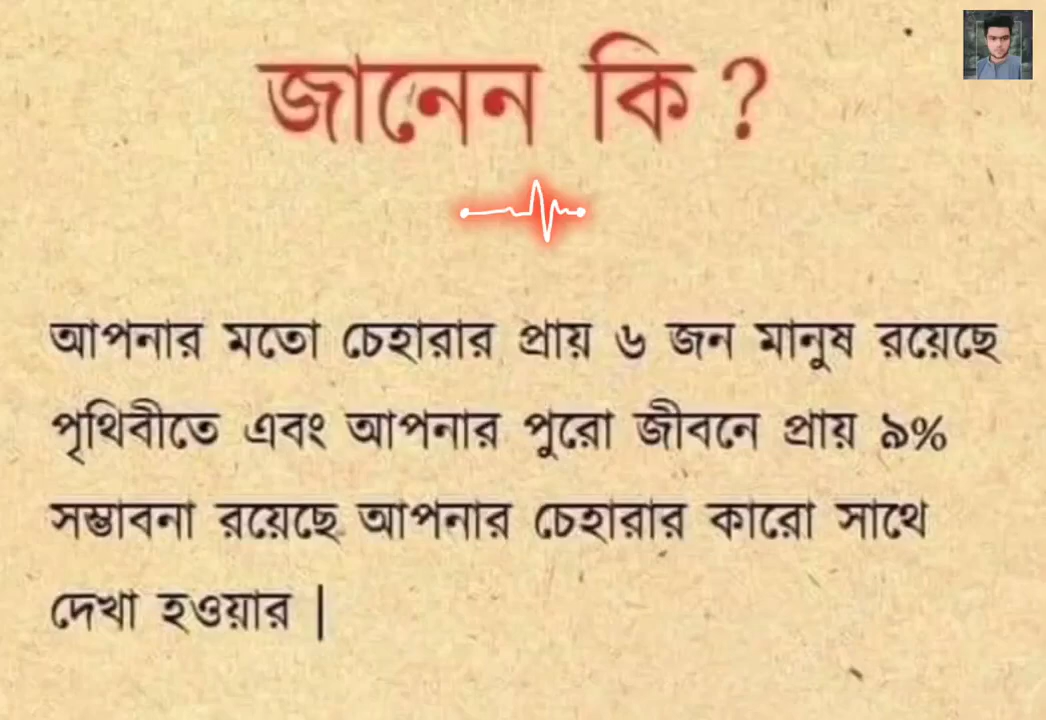 জানেন কি ?
আপনার মতো চেহারার প্রায় ৬ জন মানুষ রয়েছে
পৃথিবীতে এবং আপনার পুরো জীবনে প্রায় ৯%
সম্ভাবনা রয়েছে আপনার চেহারার কারো সাথে
দেখা হওয়ার |